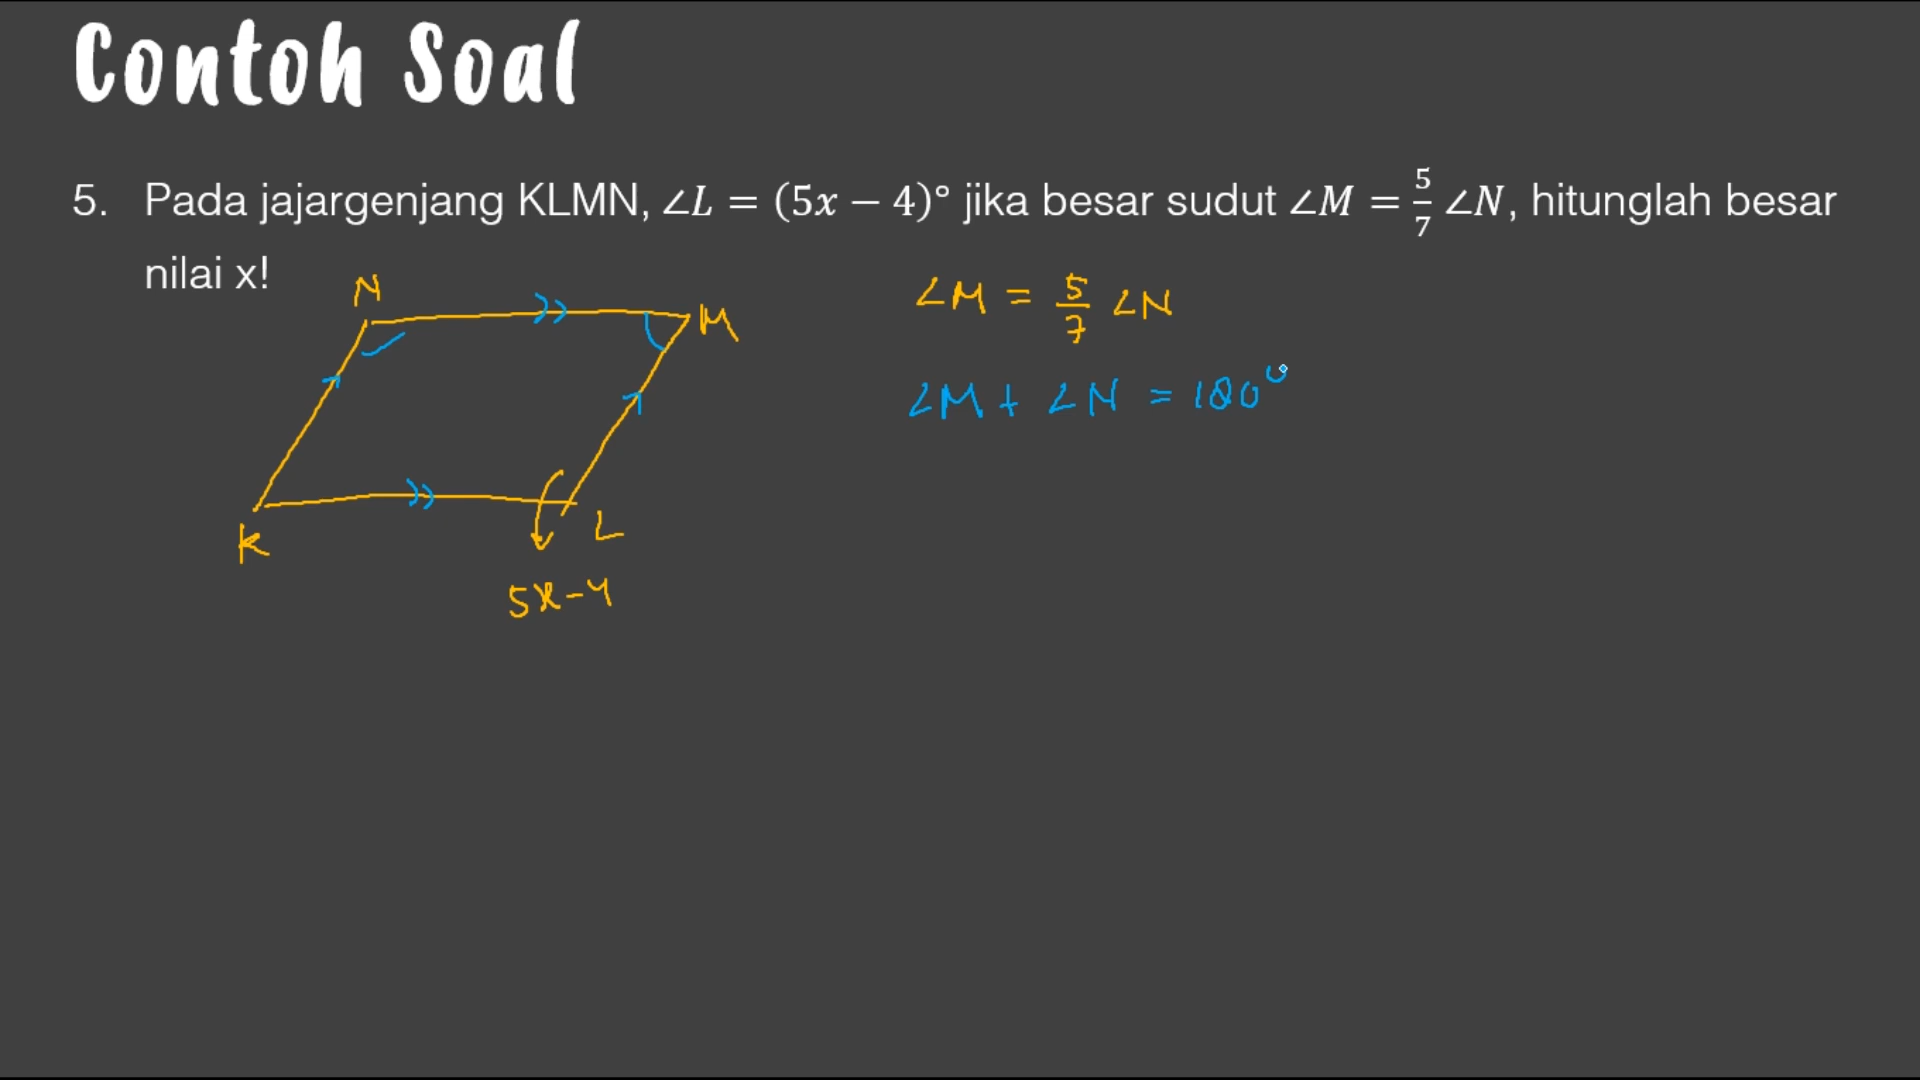 Contoh Soal
5. Pada jajargenjang KLMN, ∠L = (5x − 4)° jika besar sudut ∠M = 5/7 ∠N, hitunglah besar
nilai x!
N
M
K
L
5x-4
∠M = 5/7 ∠N
∠M + ∠N = 180°